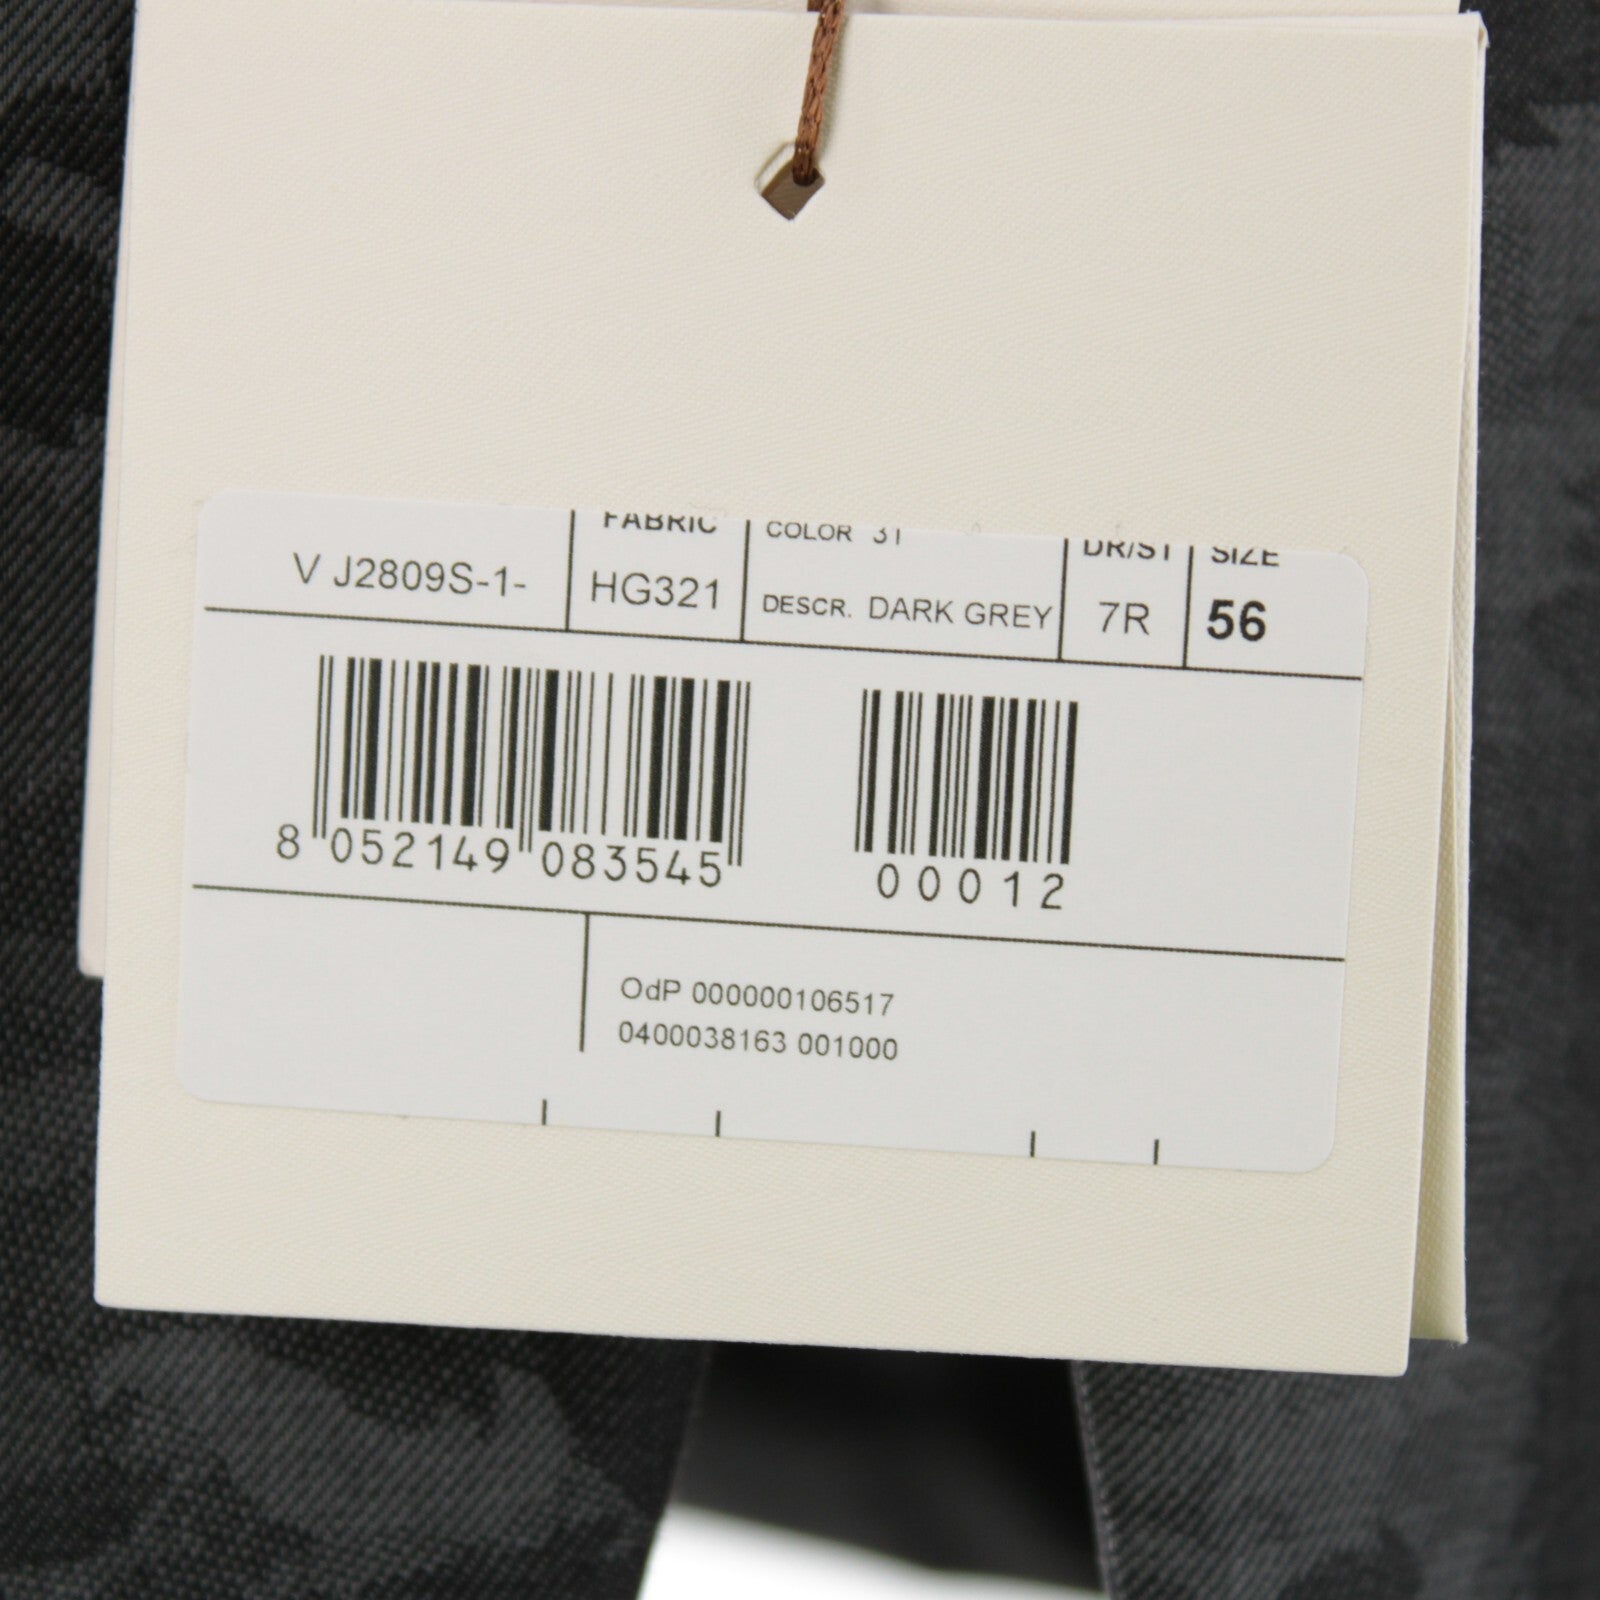 FABRIC COLOR 31 DR/ST SIZE
V J2809S-1- HG321 DESCR. DARK GREY 7R 56
8 052149 083545 00012
OdP 000000106517
0400038163 001000